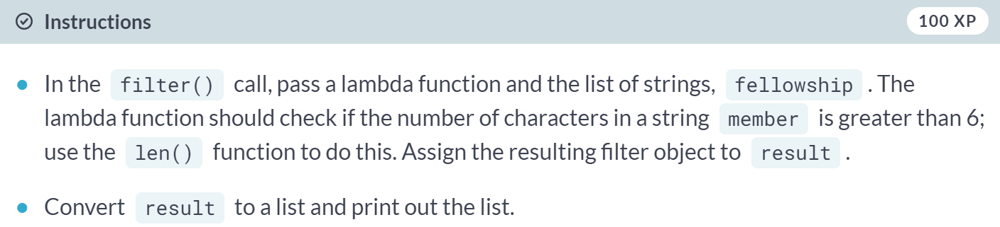 Instructions
100 XP
In the filter() call, pass a lambda function and the list of strings, fellowship . The
lambda function should check if the number of characters in a string member is greater than 6;
use the len() function to do this. Assign the resulting filter object to result .
Convert result to a list and print out the list.